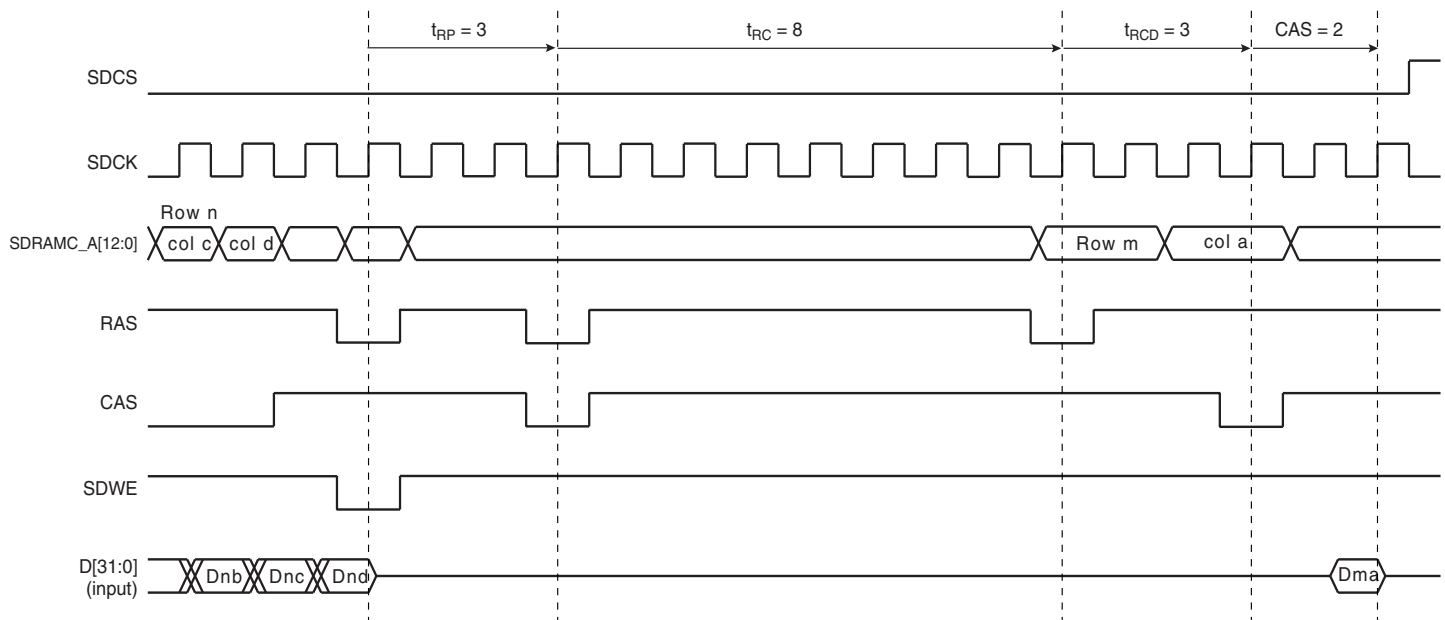 tRP = 3
tRC = 8
tRCD = 3
CAS = 2
SDCS
SDCK
Row n
SDRAMC_A[12:0]
col c
col d
Row m
col a
RAS
CAS
SDWE
D[31:0]
(input)
Dnb
Dnc
Dnd
Dma